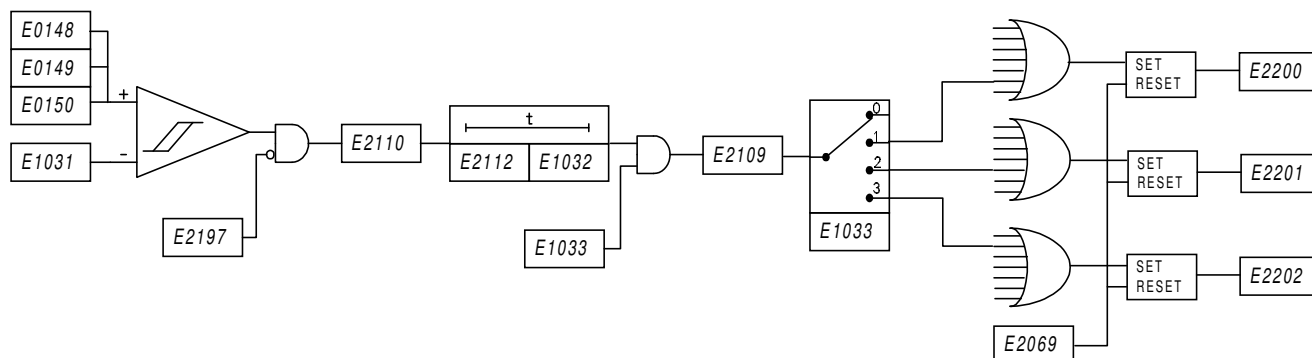 E0148
E0149
E0150
+
E1031
-
E2197
E2110
t
E2112 E1032
E1033
E2109
0
1
2
3
E1033
SET
RESET
E2200
SET
RESET
E2201
SET
RESET
E2202
E2069